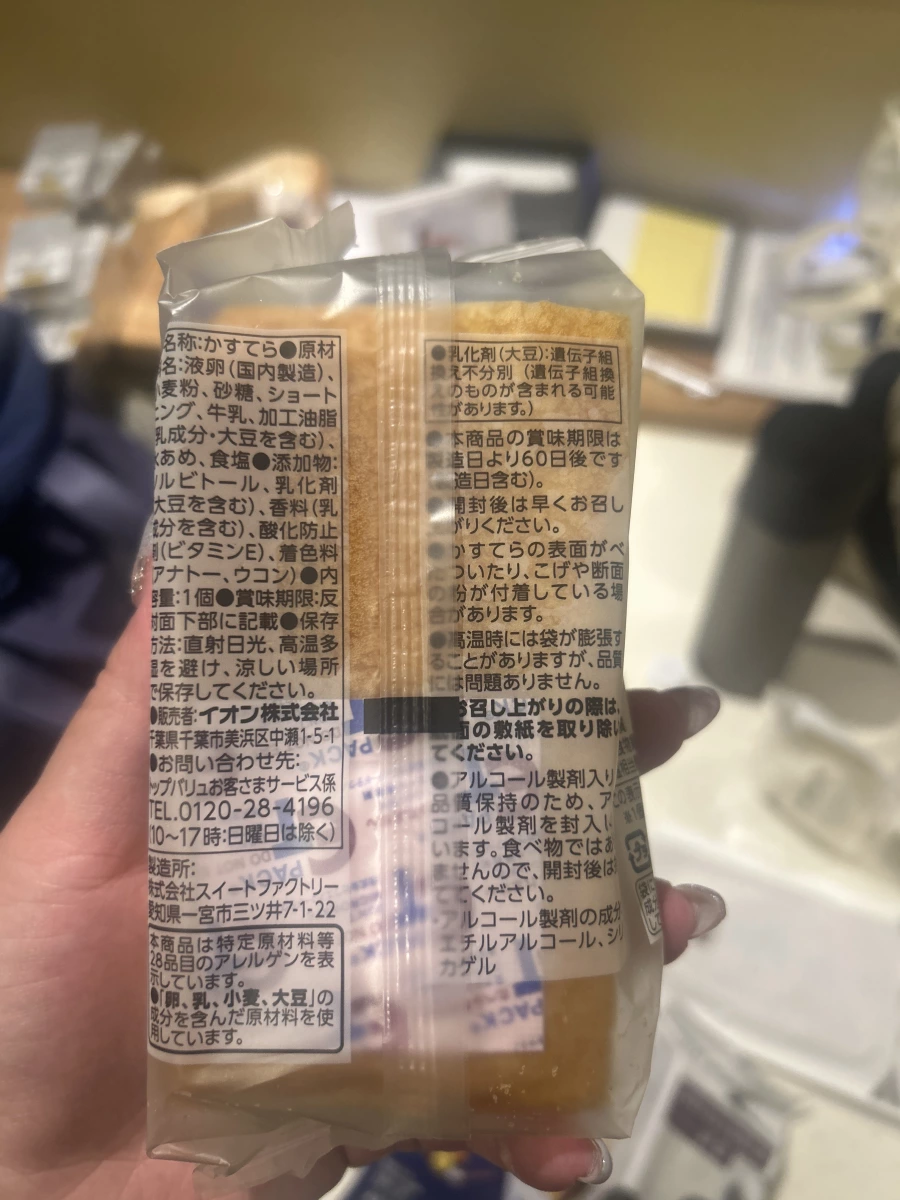 名称:かすてら●原材
名:液卵(国内製造)、
小麦粉、砂糖、ショート
ニング、牛乳、加工油脂
(乳成分・大豆を含む)、
水あめ、食塩●添加物:
ソルビトール、乳化剤
(大豆を含む)、香料(乳
成分を含む)、酸化防止
剤(ビタミンE)、着色料
(アナトー、ウコン)●内
容量:1個●賞味期限:反
対面下部に記載●保存
方法:直射日光、高温多
湿を避け、涼しい場所
で保存してください。
●販売者:イオン株式会社
千葉県千葉市美浜区中瀬1-5-1
●お問い合わせ先:
トップバリュお客さまサービス係
TEL.0120-28-4196
(10〜17時:日曜日は除く)
製造所:
株式会社スイートファクトリー
愛知県一宮市三ツ井7-1-22
本商品は特定原材料等
28品目のアレルゲンを表
示しています。
●「卵、乳、小麦、大豆」の
成分を含んだ原材料を使
用しています。
●乳化剤(大豆):遺伝子組
換え不分別(遺伝子組換
えのものが含まれる可能
性があります。)
●本商品の賞味期限は
製造日より60日後です
造日含む)。
●開封後は早くお召し
がりください。
●かすてらの表面がべ
ついたり、こげや断面
の粉が付着している場
合があります。
●高温時には袋が膨張す
ることがありますが、品質
には問題ありません。
お召し上がりの際は、
面の敷紙を取り除い
てください。
●アルコール製剤入り
品質保持のため、ア
コール製剤を封入し
います。食べ物ではあ
ませんので、開封後は
ててください。
・アルコール製剤の成分
エチルアルコール、シリ
カゲル
PACK
PACK